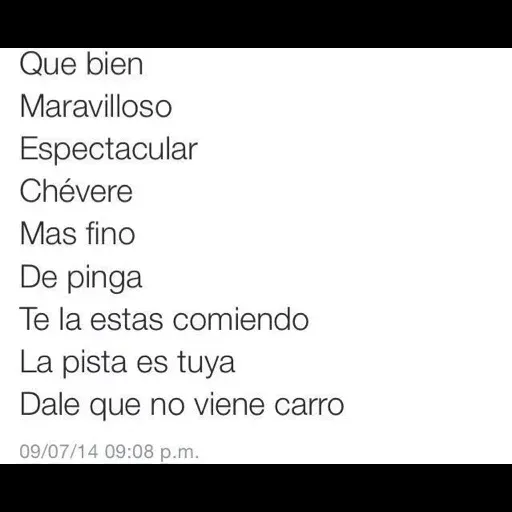 Que bien
Maravilloso
Espectacular
Chévere
Mas fino
De pinga
Te la estas comiendo
La pista es tuya
Dale que no viene carro
09/07/14 09:08 p.m.